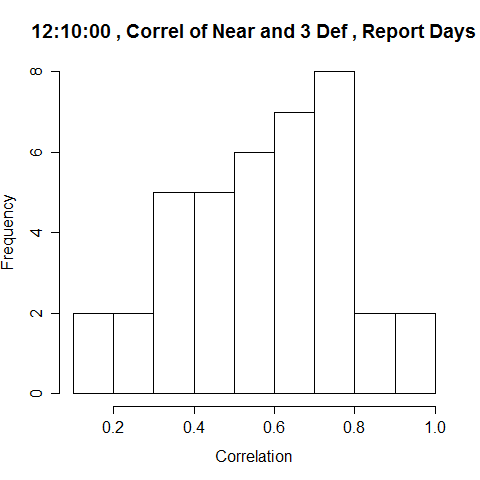 12:10:00 , Correl of Near and 3 Def , Report Days
8
6
4
2
0
Frequency
0.2 0.4 0.6 0.8 1.0
Correlation